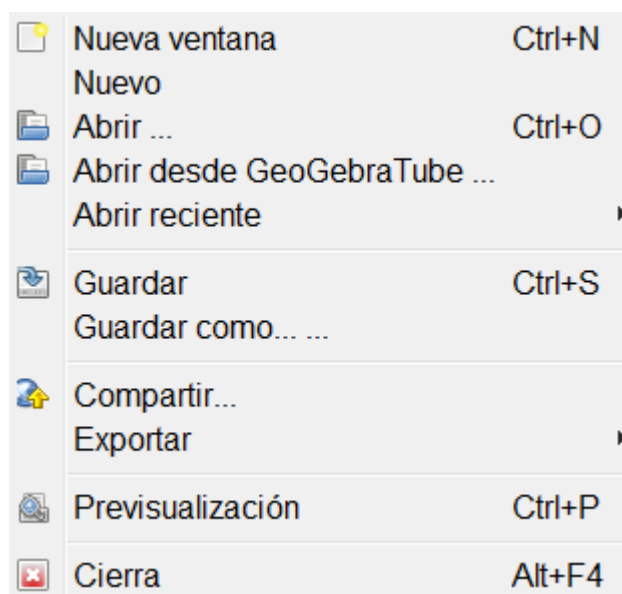 Nueva ventana Ctrl+N
Nuevo
Abrir ... Ctrl+O
Abrir desde GeoGebraTube ...
Abrir reciente
Guardar Ctrl+S
Guardar como... ...
Compartir...
Exportar
Previsualización Ctrl+P
Cierra Alt+F4